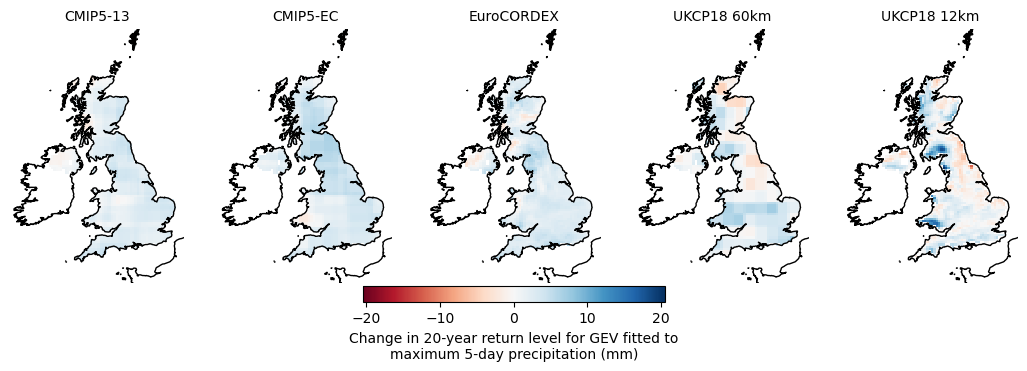 CMIP5-13 CMIP5-EC EuroCORDEX UKCP18 60km UKCP18 12km
−20 −10 0 10 20
Change in 20-year return level for GEV fitted to
maximum 5-day precipitation (mm)